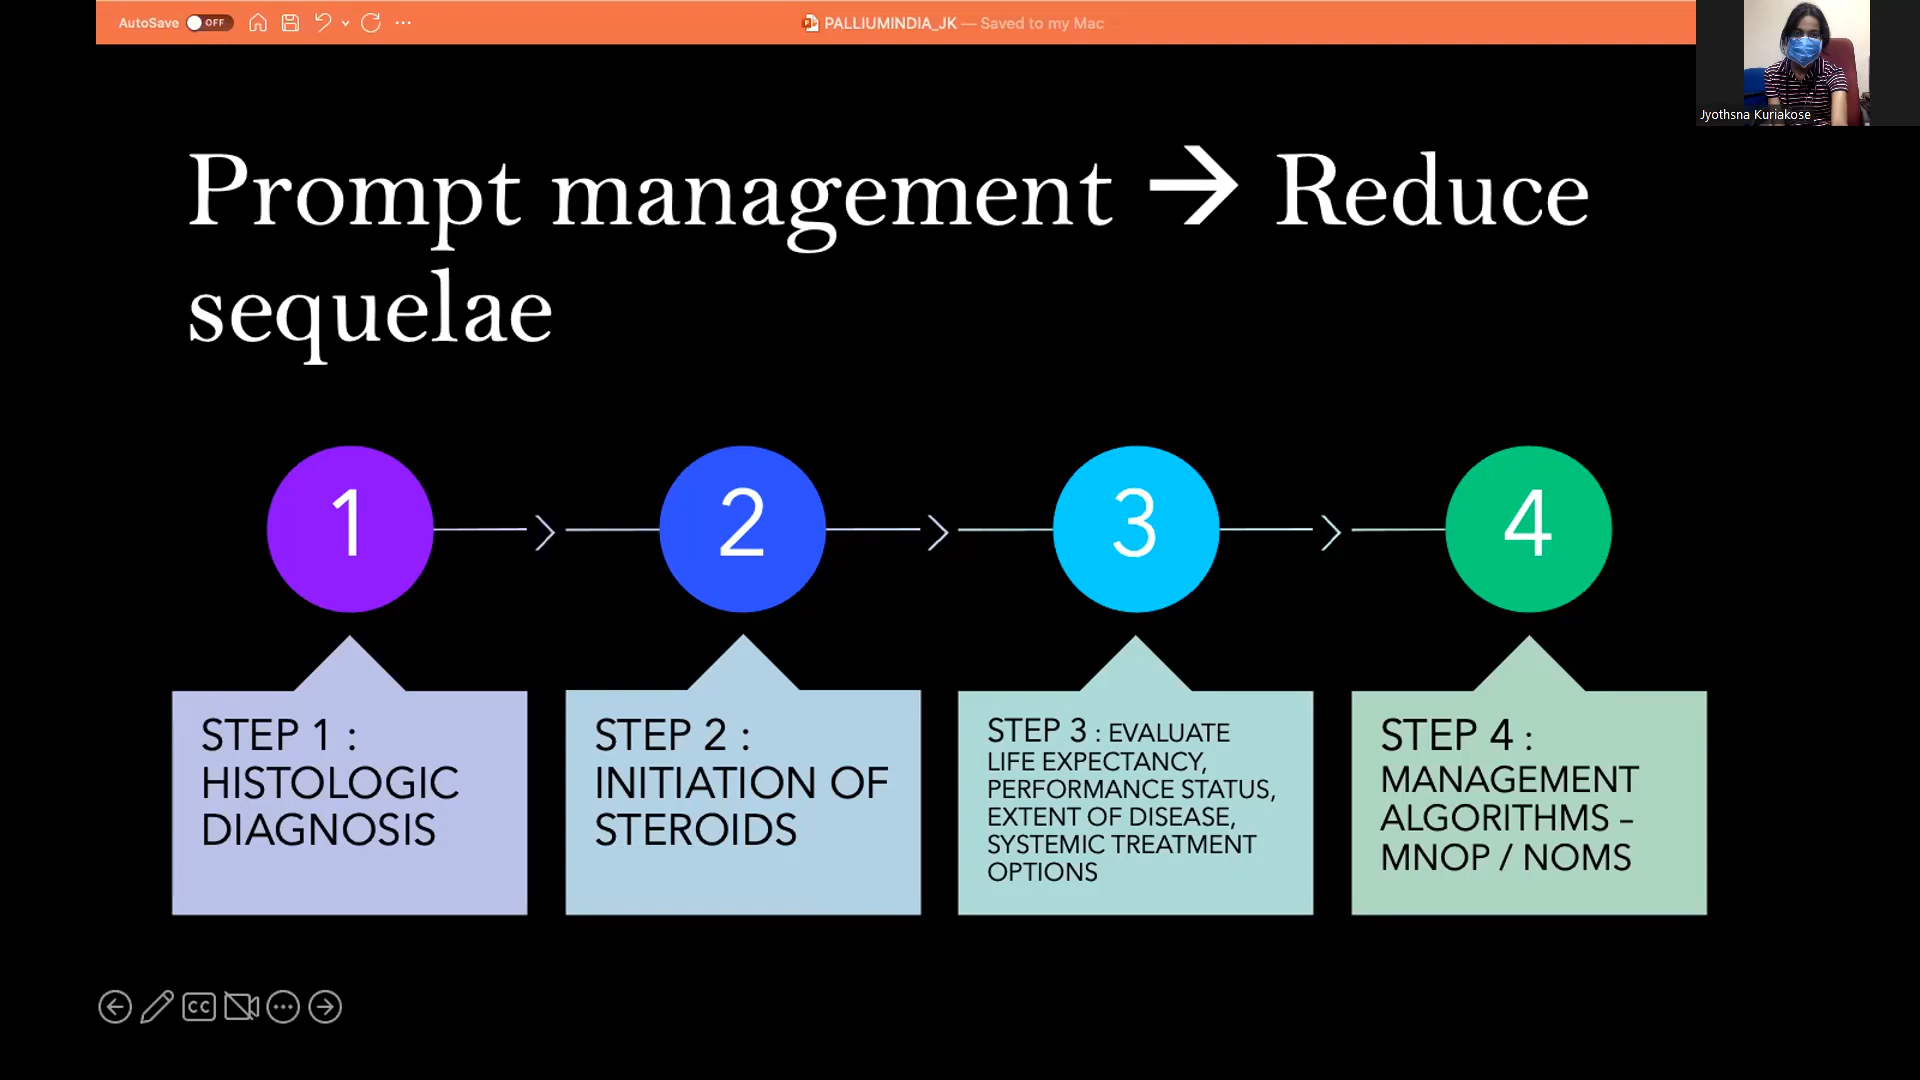 AutoSave OFF
PALLIUMINDIA_JK — Saved to my Mac
Jyothsna Kuriakose
Prompt management → Reduce
sequelae
1
2
3
4
STEP 1 :
HISTOLOGIC
DIAGNOSIS
STEP 2 :
INITIATION OF
STEROIDS
STEP 3 : EVALUATE
LIFE EXPECTANCY,
PERFORMANCE STATUS,
EXTENT OF DISEASE,
SYSTEMIC TREATMENT
OPTIONS
STEP 4 :
MANAGEMENT
ALGORITHMS –
MNOP / NOMS
CC